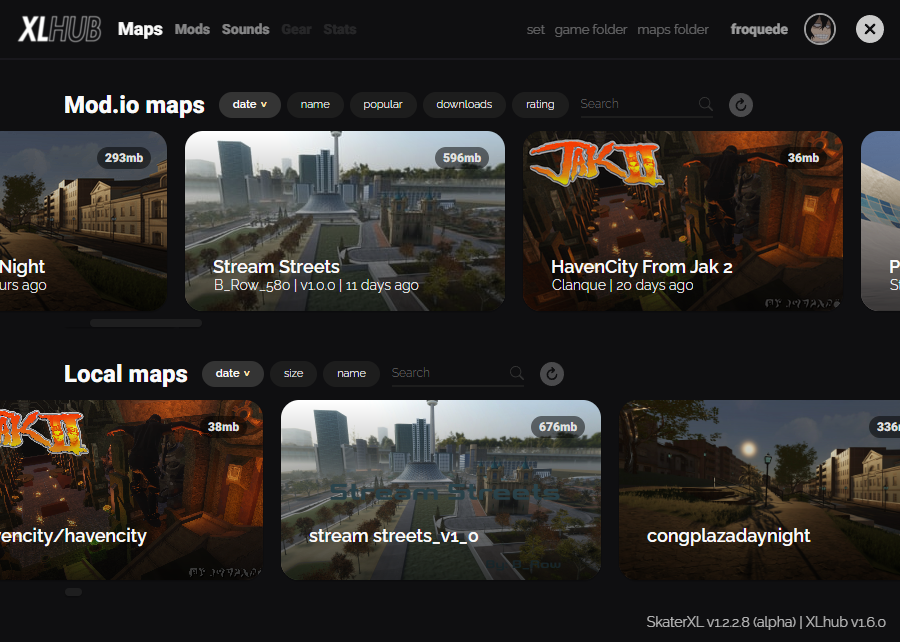 XLHUB Maps Mods Sounds Gear Stats set game folder maps folder froquede
Mod.io maps date v name popular downloads rating Search
293mb
596mb
36mb
JAK II
Night
Stream Streets
HavenCity From Jak 2
P
urs ago
B_Row_580 | v1.0.0 | 11 days ago
Clanque | 20 days ago
St
Local maps date v size name Search
38mb
676mb
336
JAK II
Stream Streets
vencity/havencity
stream streets_v1_0
congplazadaynight
SkaterXL v1.2.2.8 (alpha) | XLhub v1.6.0